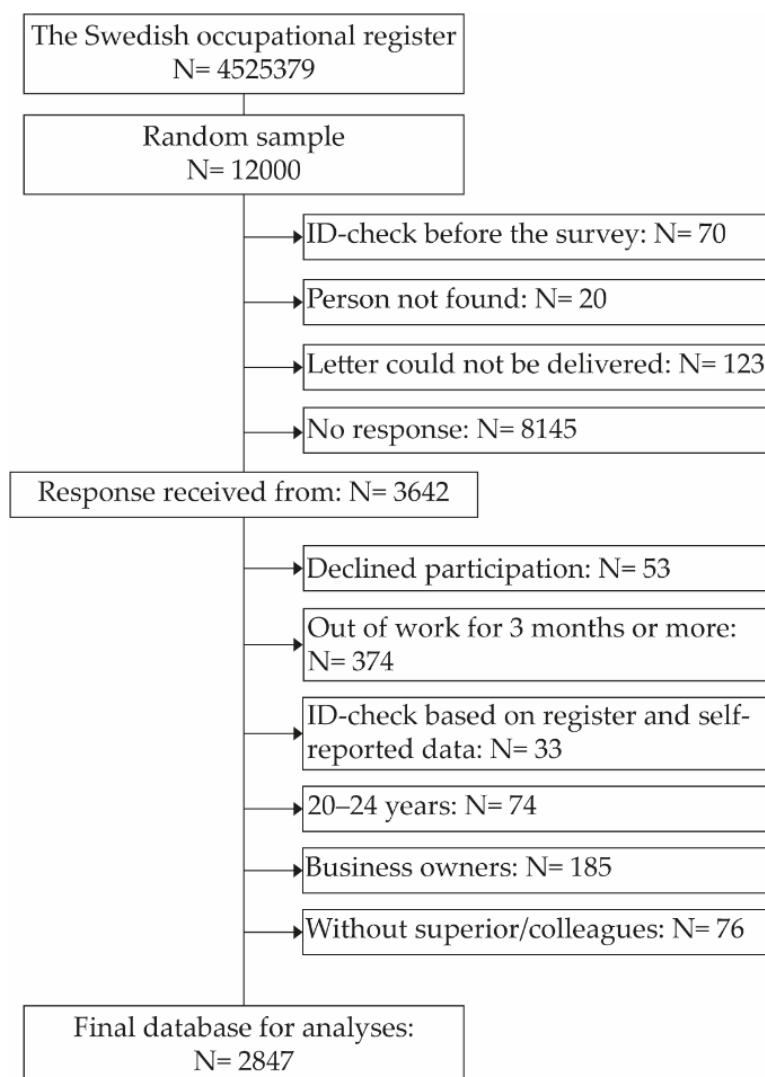 The Swedish occupational register
N= 4525379
Random sample
N= 12000
ID-check before the survey: N= 70
Person not found: N= 20
Letter could not be delivered: N= 123
No response: N= 8145
Response received from: N= 3642
Declined participation: N= 53
Out of work for 3 months or more:
N= 374
ID-check based on register and self-
reported data: N= 33
20–24 years: N= 74
Business owners: N= 185
Without superior/colleagues: N= 76
Final database for analyses:
N= 2847